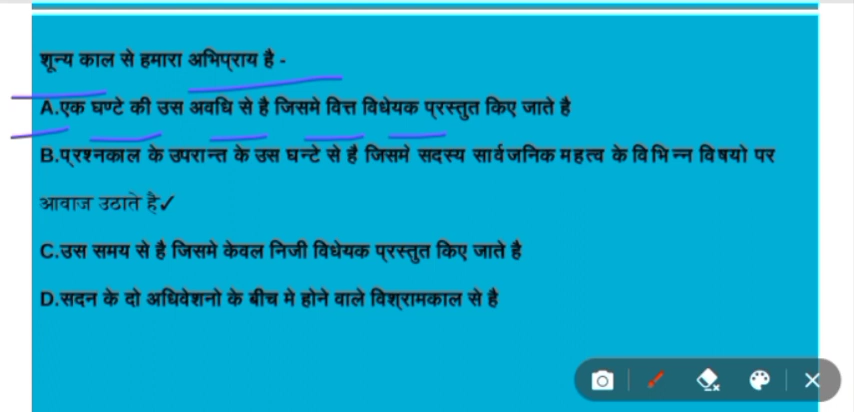 शून्य काल से हमारा अभिप्राय है -
A.एक घण्टे की उस अवधि से है जिसमे वित्त विधेयक प्रस्तुत किए जाते है
B.प्रश्नकाल के उपरान्त के उस घन्टे से है जिसमे सदस्य सार्वजनिक महत्व के विभिन्न विषयो पर
आवाज उठाते है✓
C.उस समय से है जिसमे केवल निजी विधेयक प्रस्तुत किए जाते है
D.सदन के दो अधिवेशनो के बीच मे होने वाले विश्रामकाल से है